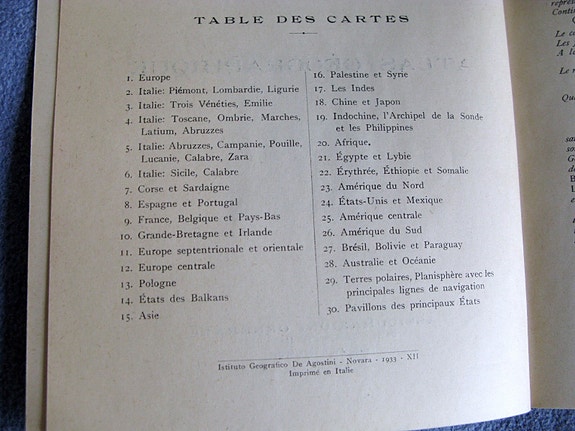 TABLE DES CARTES
1. Europe
2. Italie: Piémont, Lombardie, Ligurie
3. Italie: Trois Vénéties, Emilie
4. Italie: Toscane, Ombrie, Marches,
Latium, Abruzzes
5. Italie: Abruzzes, Campanie, Pouille,
Lucanie, Calabre, Zara
6. Italie: Sicile, Calabre
7. Corse et Sardaigne
8. Espagne et Portugal
9. France, Belgique et Pays-Bas
10. Grande-Bretagne et Irlande
11. Europe septentrionale et orientale
12. Europe centrale
13. Pologne
14. États des Balkans
15. Asie
16. Palestine et Syrie
17. Les Indes
18. Chine et Japon
19. Indochine, l'Archipel de la Sonde
et les Philippines
20. Afrique.
21. Égypte et Lybie
22. Érythrée, Éthiopie et Somalie
23. Amérique du Nord
24. États-Unis et Mexique
25. Amérique centrale
26. Amérique du Sud
27. Brésil, Bolivie et Paraguay
28. Australie et Océanie
29. Terres polaires, Planisphère avec les
principales lignes de navigation
30. Pavillons des principaux États
Istituto Geografico De Agostini - Novara - 1933 - XII
Imprimé en Italie